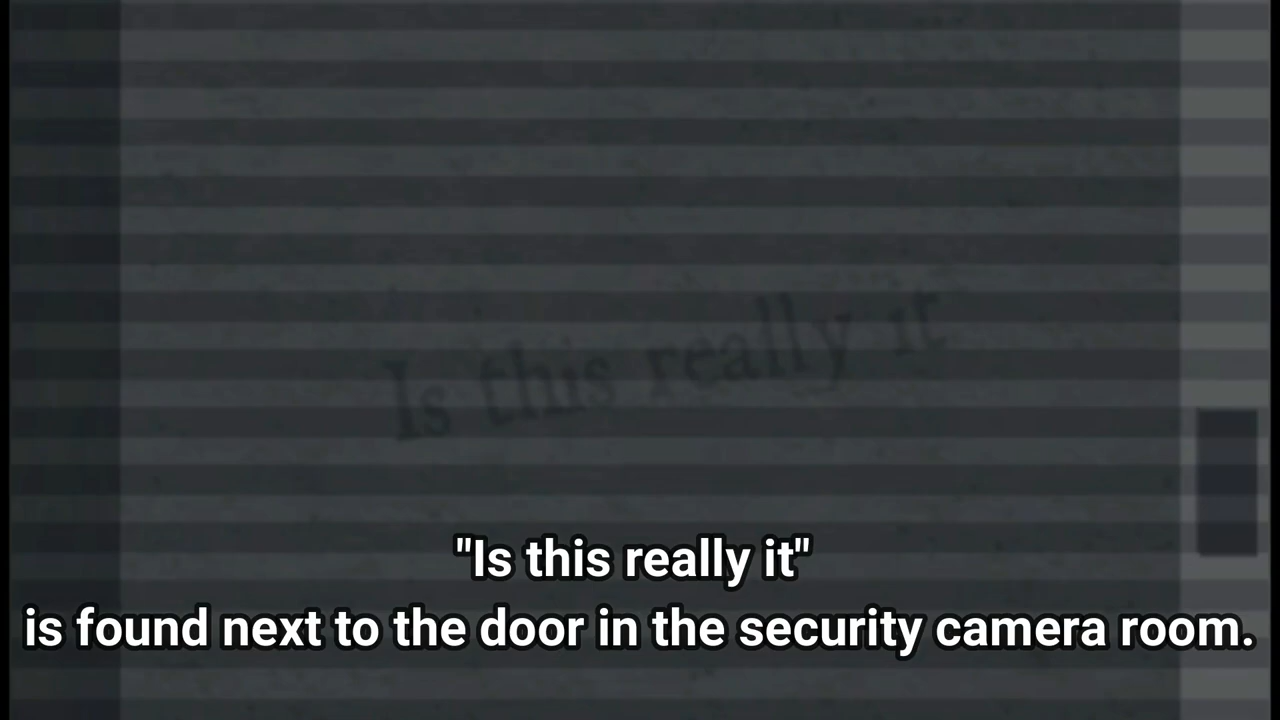 Is this really it
"Is this really it"
is found next to the door in the security camera room.